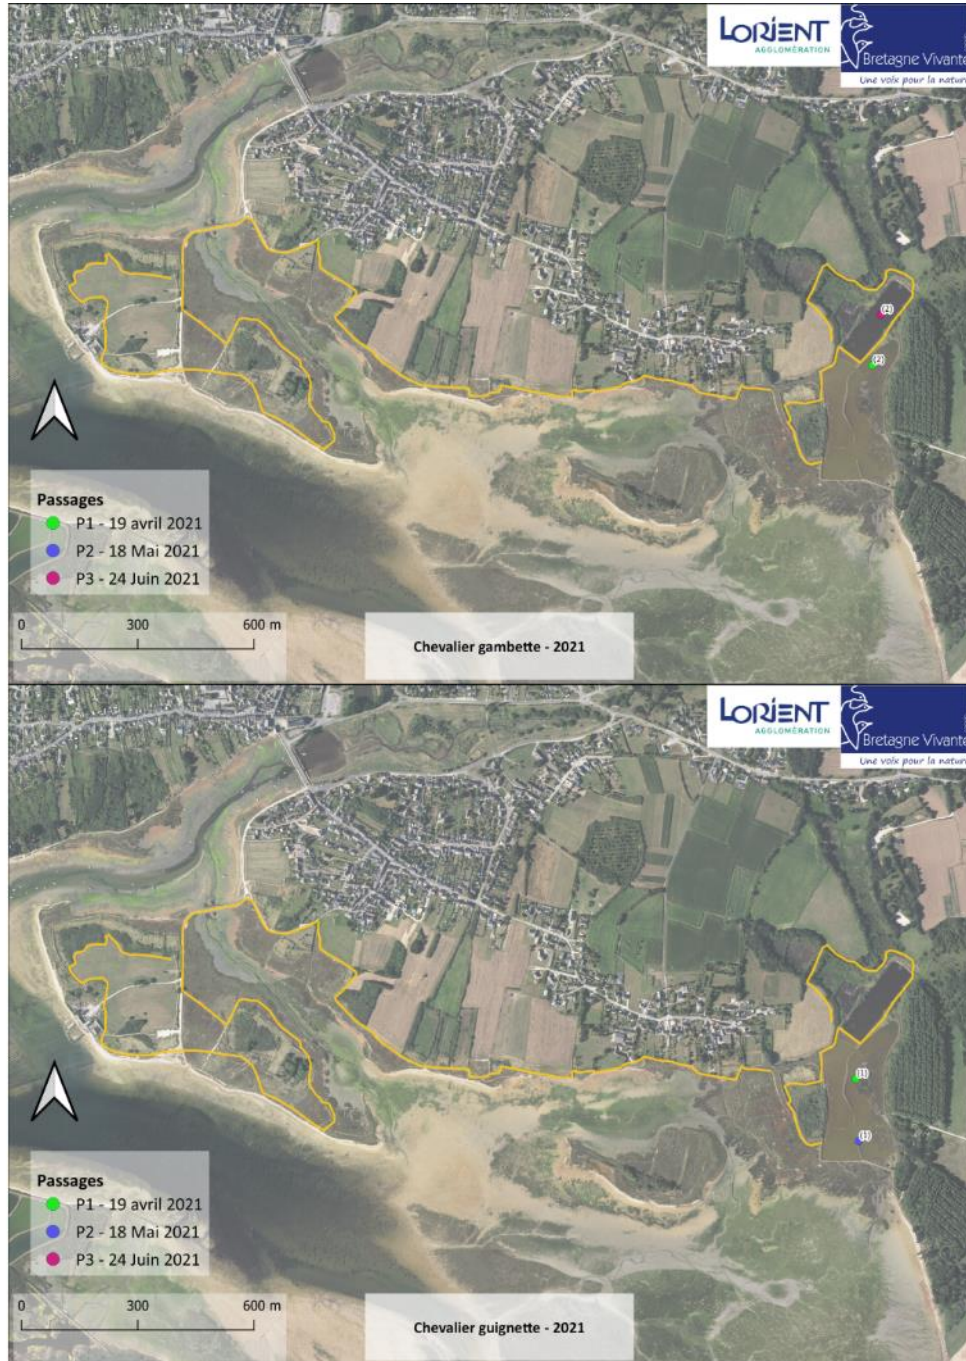 LORIENT
AGGLOMÉRATION
Bretagne Vivante
Une voix pour la nature
(2)
(2)
Passages
P1 - 19 avril 2021
P2 - 18 Mai 2021
P3 - 24 Juin 2021
0 300 600 m
Chevalier gambette - 2021
LORIENT
AGGLOMÉRATION
Bretagne Vivante
Une voix pour la nature
(1)
(1)
Passages
P1 - 19 avril 2021
P2 - 18 Mai 2021
P3 - 24 Juin 2021
0 300 600 m
Chevalier guignette - 2021